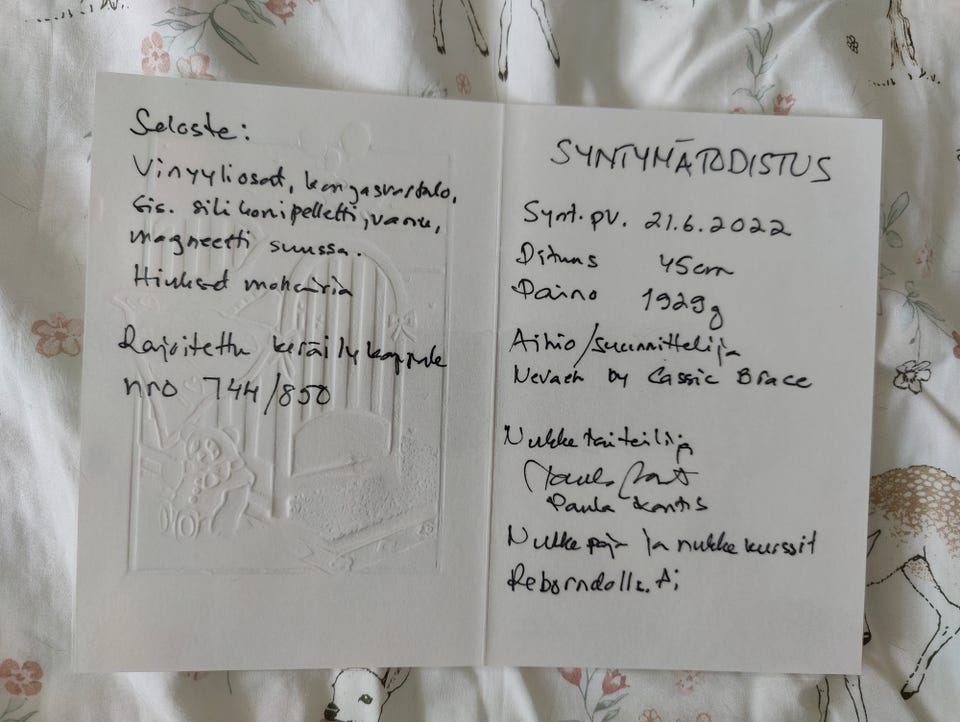 Seloste:
Vinyyliosat, kangasvartalo,
sis. silikonipelletti, vanu,
magneetti suussa.
Hiukset mohairia
Rajoitettu keräilykappale
nro 744/850
SYNTYMÄTODISTUS
Synt.pv. 21.6.2022
Pituus 45cm
Paino 1929g
Aihio/suunnittelija
Nevaeh by Cassie Brace
Nukketaiteilija
Paula
Nukkepaja ja nukkekurssit
Reborndolls.fi